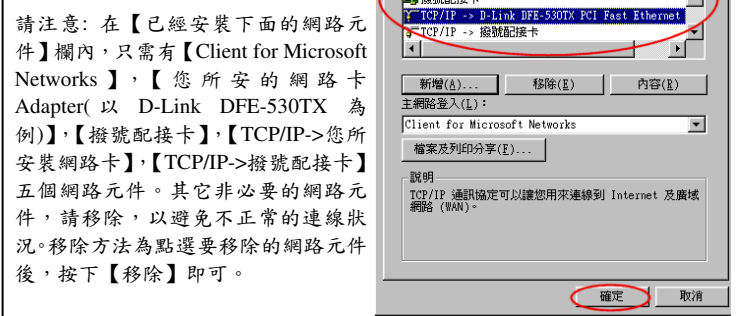 請注意: 在【已經安裝下面的網路元
件】欄內，只需有【Client for Microsoft
Networks 】，【 您 所 安 的 網 路 卡
Adapter( 以 D-Link DFE-530TX 為
例)】，【撥號配接卡】，【TCP/IP->您所
安裝網路卡】，【TCP/IP->撥號配接卡】
五個網路元件。其它非必要的網路元
件，請移除，以避免不正常的連線狀
況。移除方法為點選要移除的網路元件
後，按下【移除】即可。
撥號配接卡
TCP/IP -> D-Link DFE-530TX PCI Fast Ethernet
TCP/IP -> 撥號配接卡
新增(A)... 移除(E) 內容(R)
主網路登入(L)：
Client for Microsoft Networks
檔案及列印分享(F)...
說明
TCP/IP 通訊協定可以讓您用來連線到 Internet 及廣域
網路 (WAN)。
確定 取消